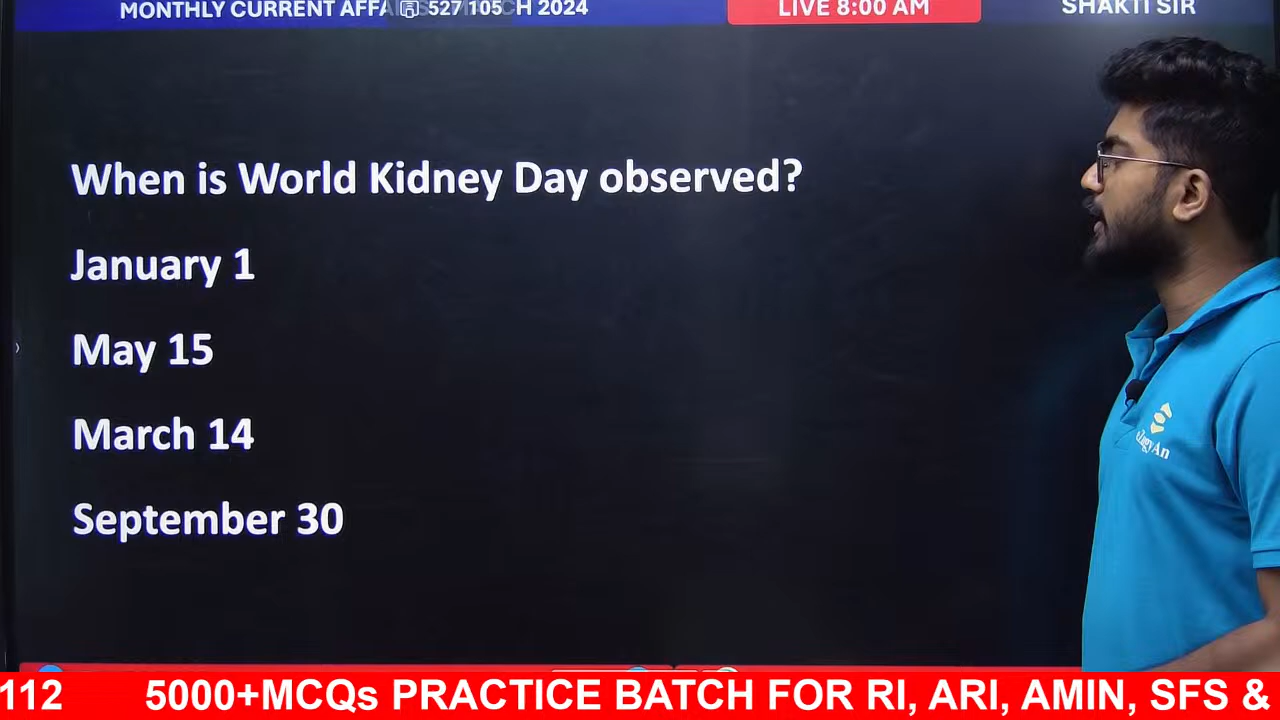 MONTHLY CURRENT AFFA 527 105 CH 2024
LIVE 8:00 AM
SHAKTI SIR
When is World Kidney Day observed?
January 1
May 15
March 14
September 30
112 5000+MCQs PRACTICE BATCH FOR RI, ARI, AMIN, SFS &